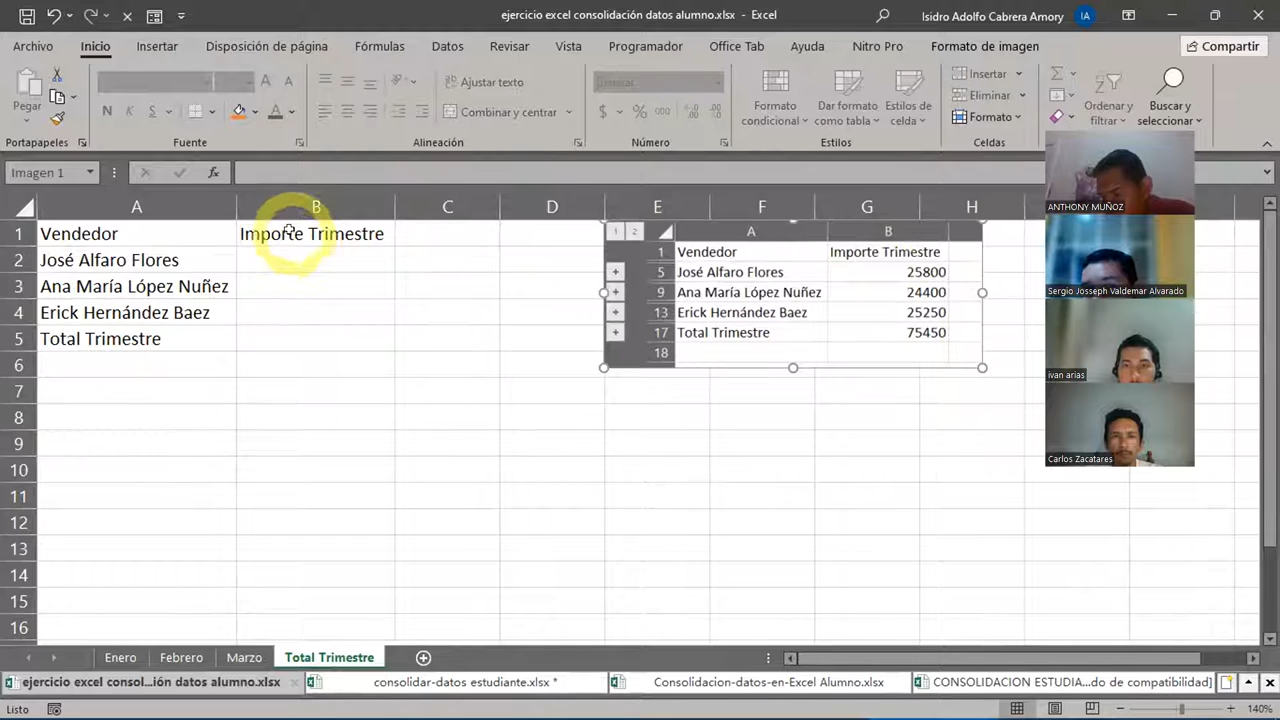 ejercicio excel consolidación datos alumno.xlsx - Excel
Isidro Adolfo Cabrera Amory
IA
Archivo Inicio Insertar Disposición de página Fórmulas Datos Revisar Vista Programador Office Tab Ayuda Nitro Pro Formato de imagen Compartir
Pegar
N K S
Ajustar texto
Combinar y centrar
$ % 000
Formato condicional
Dar formato como tabla
Estilos de celda
Insertar
Eliminar
Formato
Ordenar y filtrar
Buscar y seleccionar
Portapapeles Fuente Alineación Número Estilos Celdas
Imagen 1 fx
A B C D E F G H
1 Vendedor Importe Trimestre
2 José Alfaro Flores
3 Ana María López Nuñez
4 Erick Hernández Baez
5 Total Trimestre
6
7
8
9
10
11
12
13
14
15
16
1 2 A B
1 Vendedor Importe Trimestre
5 José Alfaro Flores 25800
9 Ana María López Nuñez 24400
13 Erick Hernández Baez 25250
17 Total Trimestre 75450
18
ANTHONY MUÑOZ
Sergio Josseph Valdemar Alvarado
ivan arias
Carlos Zacatares
Enero Febrero Marzo Total Trimestre
ejercicio excel consol...ión datos alumno.xlsx consolidar-datos estudiante.xlsx * Consolidacion-datos-en-Excel Alumno.xlsx CONSOLIDACION ESTUDIA...do de compatibilidad]
Listo 140%